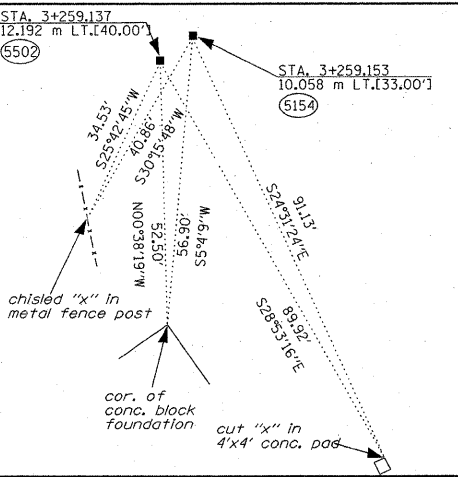 STA. 3+259.137
12.192 m LT.[40.00']
5502
STA. 3+259.153
10.058 m LT.[33.00']
5154
34.53'
S25°42'45"W
40.86'
S30°15'48"W
N00°38'19"W
52.50'
56.90'
S5°4'6"W
91.13'
S24°31'24"E
89.92'
S28°53'16"E
chisled "x" in
metal fence post
cor. of
conc. block
foundation
cut "x" in
4'x4' conc. pad